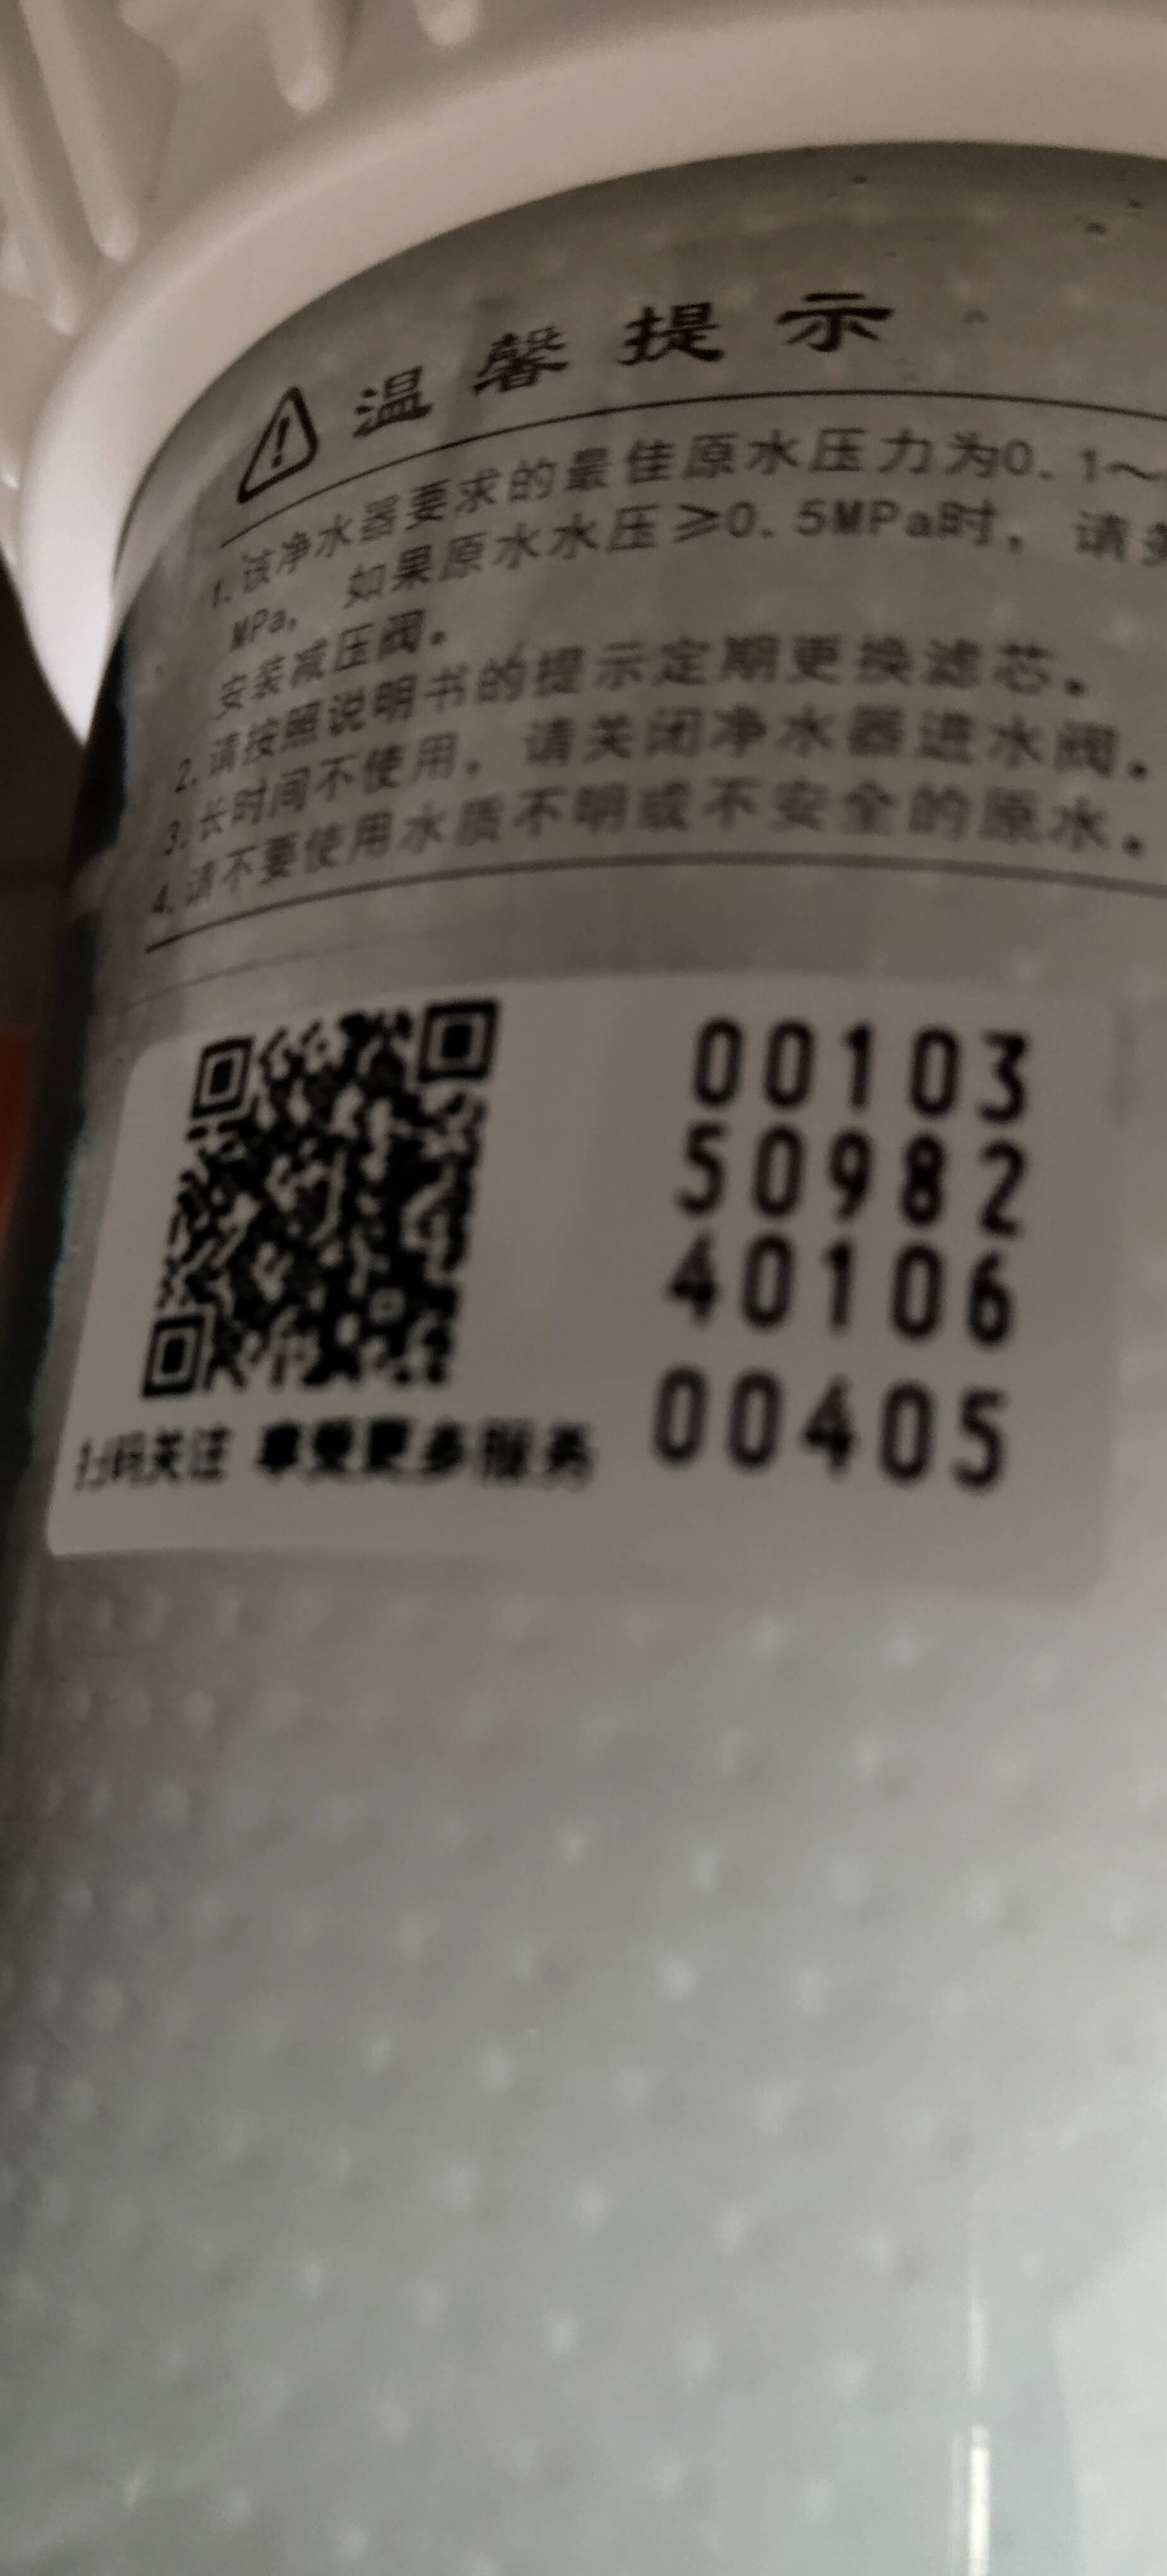 温馨提示
1. 该净水器要求的最佳原水压力为0.1～
MPa, 如果原水水压≥0.5MPa时, 请
安装减压阀。
2. 请按照说明书的提示定期更换滤芯。
3. 长时间不使用, 请关闭净水器进水阀。
4. 请不要使用水质不明或不安全的原水。
00103
50982
40106
00405
扫码关注 享受更多服务